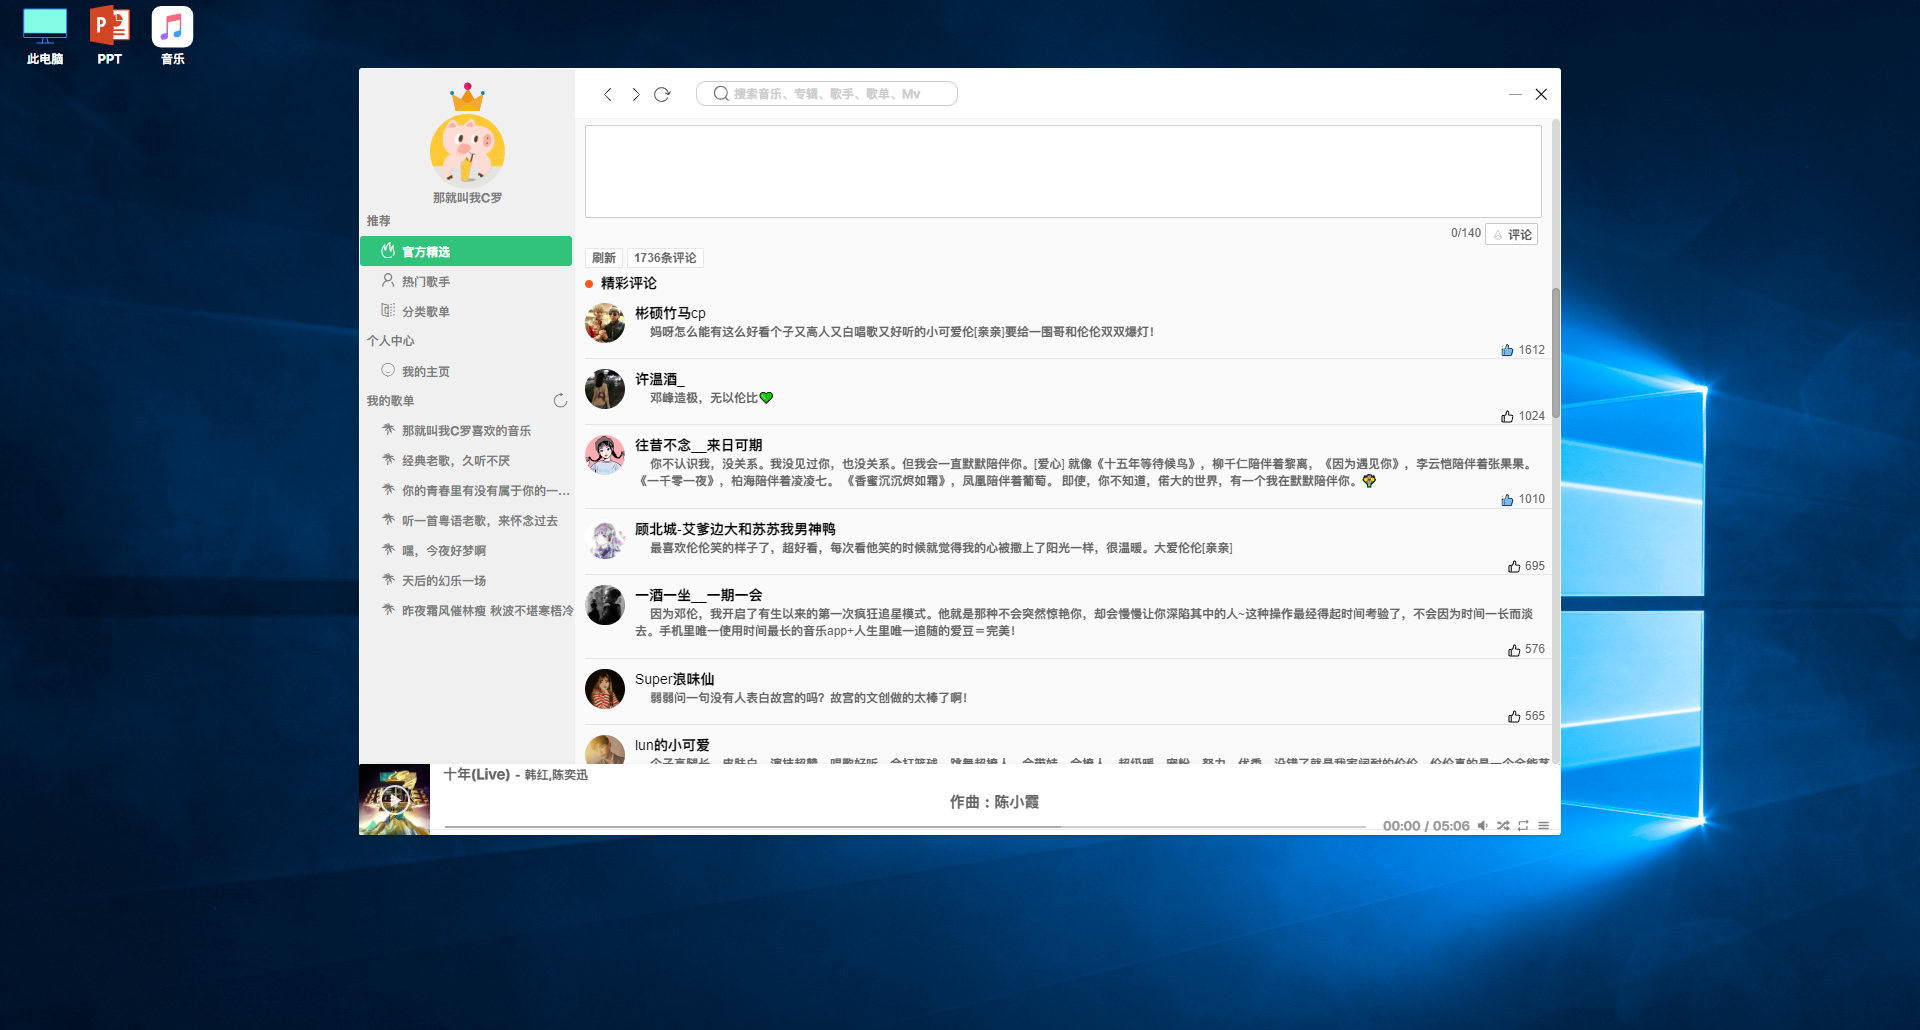 此电脑
PPT
音乐
搜索音乐、专辑、歌手、歌单、Mv
那就叫我C罗
推荐
官方精选
热门歌手
分类歌单
个人中心
我的主页
我的歌单
那就叫我C罗喜欢的音乐
经典老歌，久听不厌
你的青春里有没有属于你的一...
听一首粤语老歌，来怀念过去
嘿，今夜好梦啊
天后的幻乐一场
昨夜霜风催林瘦 秋波不堪寒梧冷
0/140
评论
刷新
1736条评论
精彩评论
彬硕竹马cp
妈呀怎么能有这么好看个子又高人又白唱歌又好听的小可爱伦[亲亲]要给一围哥和伦伦双双爆灯！
1612
许温酒_
邓峰造极，无以伦比
1024
往昔不念__来日可期
你不认识我，没关系。我没见过你，也没关系。但我会一直默默陪伴你。[爱心] 就像《十五年等待候鸟》，柳千仁陪伴着黎离，《因为遇见你》，李云恺陪伴着张果果。
《一千零一夜》，柏海陪伴着凌凌七。 《香蜜沉沉烬如霜》，凤凰陪伴着葡萄。 即使，你不知道，偌大的世界，有一个我在默默陪伴你。
1010
顾北城-艾爹边大和苏苏我男神鸭
最喜欢伦伦笑的样子了，超好看，每次看他笑的时候就觉得我的心被撒上了阳光一样，很温暖。大爱伦伦[亲亲]
695
一酒一坐__一期一会
因为邓伦，我开启了有生以来的第一次疯狂追星模式。他就是那种不会突然惊艳你，却会慢慢让你深陷其中的人~这种操作最经得起时间考验了，不会因为时间一长而淡
去。手机里唯一使用时间最长的音乐app+人生里唯一追随的爱豆＝完美！
576
Super浪味仙
弱弱问一句没有人表白故宫的吗？故宫的文创做的太棒了啊！
565
lun的小可爱
十年(Live) - 韩红,陈奕迅
作曲：陈小霞
00:00 / 05:06